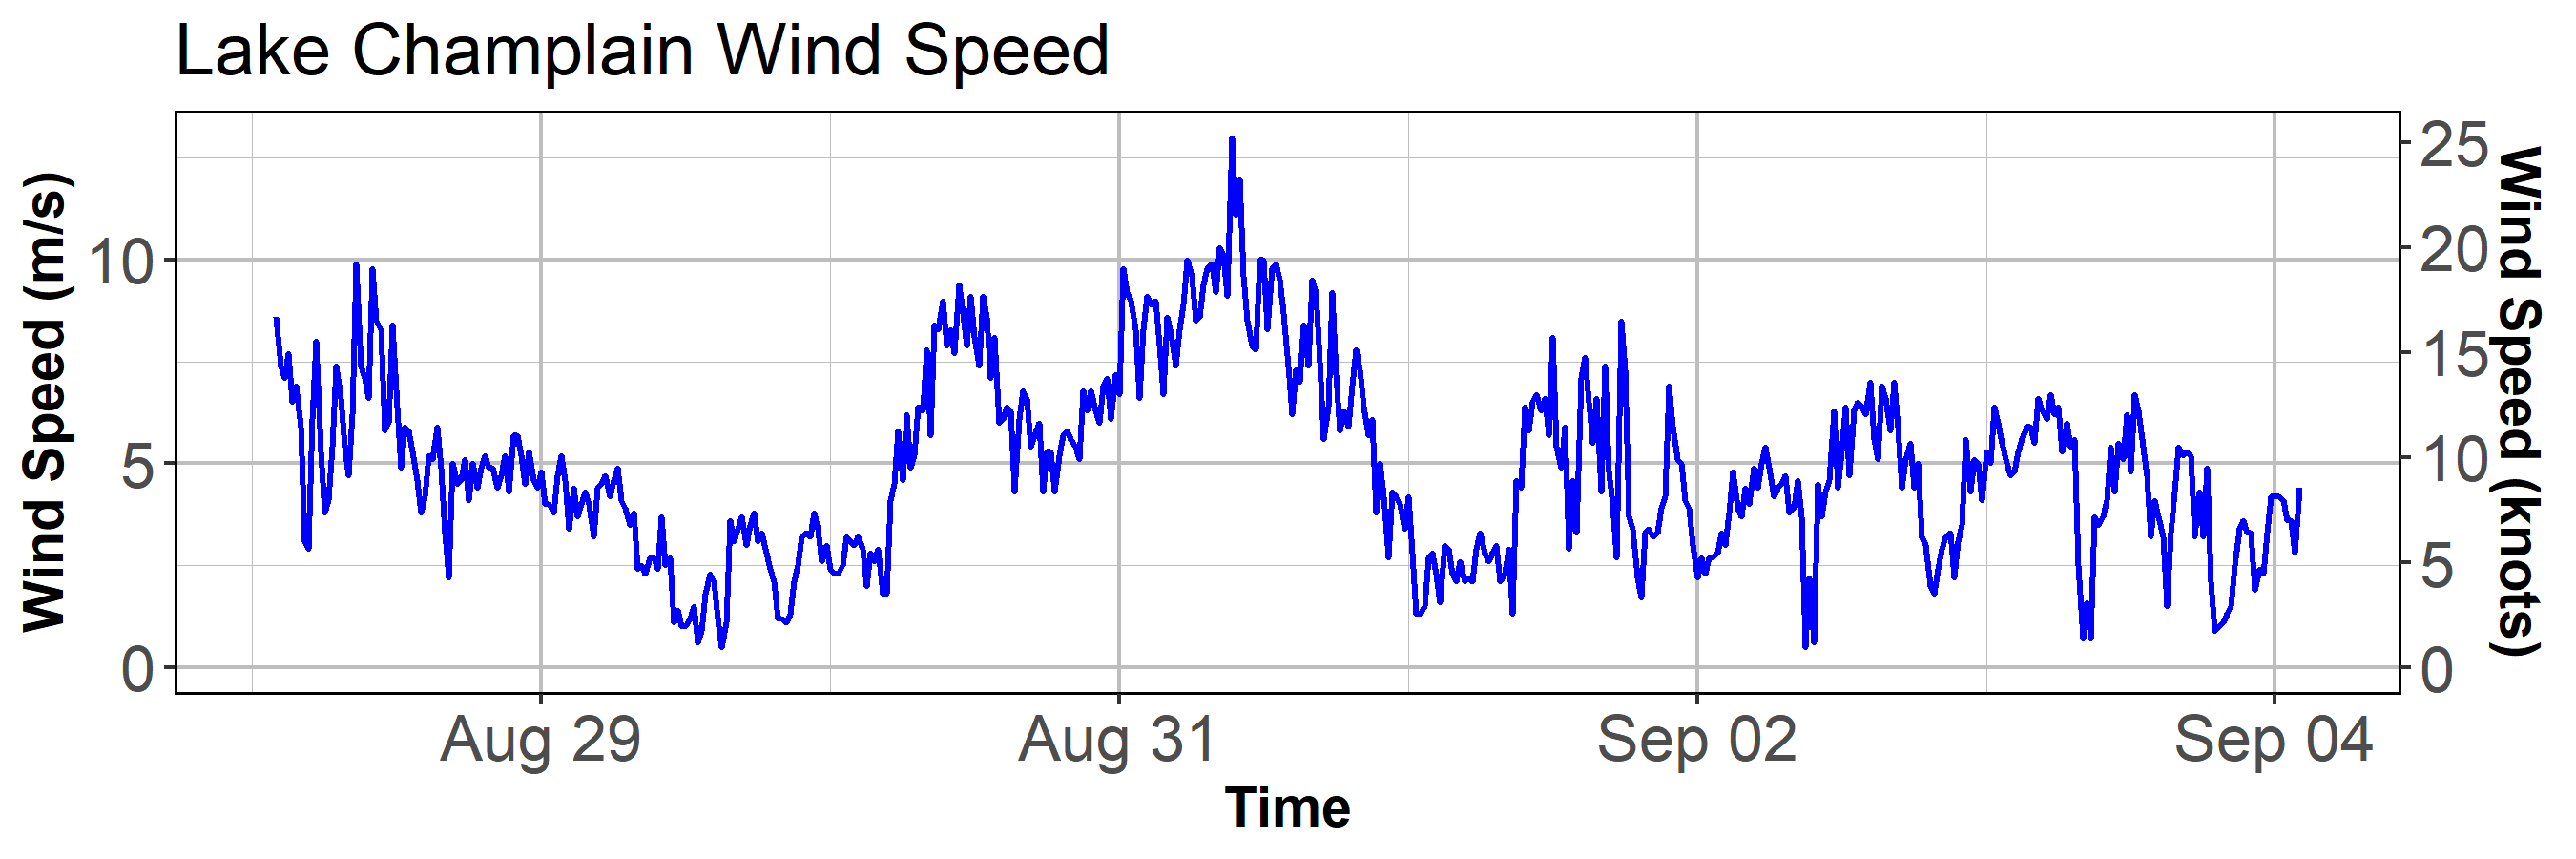 Lake Champlain Wind Speed
Wind Speed (m/s)
10
5
0
25
20
15
10
5
0
Wind Speed (knots)
Aug 29
Aug 31
Sep 02
Sep 04
Time